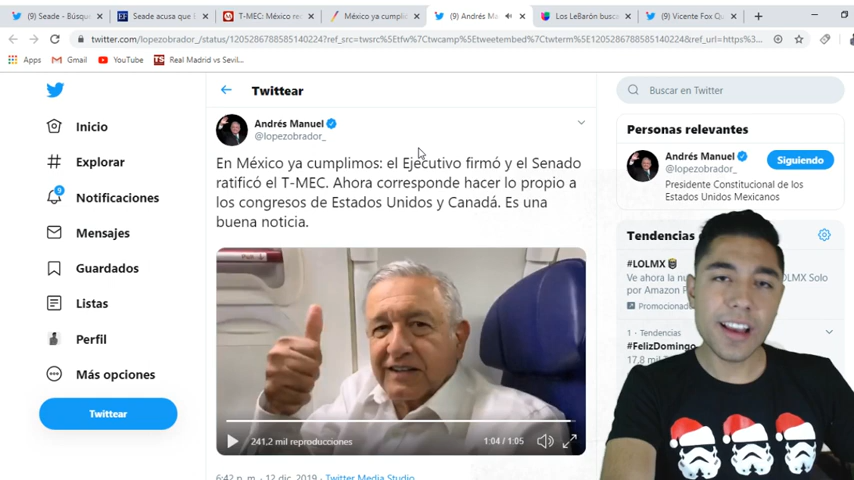 (9) Seade - Búsqu
Seade acusa que
T-MEC: México re
México ya cumpli
(9) Andrés Ma
Los LeBarón busca
(9) Vicente Fox Q
twitter.com/lopezobrador_/status/1205286788585140224?ref_src=twsrc%5Etfw%7Ctwcamp%5Etweetembed%7Ctwterm%5E1205286788585140224&ref_url=https%3...
Apps
Gmail
YouTube
Real Madrid vs Sevil...
Inicio
Explorar
9
Notificaciones
Mensajes
Guardados
Listas
Perfil
Más opciones
Twittear
Twittear
Andrés Manuel
@lopezobrador_
En México ya cumplimos: el Ejecutivo firmó y el Senado
ratificó el T-MEC. Ahora corresponde hacer lo propio a
los congresos de Estados Unidos y Canadá. Es una
buena noticia.
Pull
241,2 mil reproducciones
1:04 / 1:05
6:42 p. m. · 12 dic. 2019 · Twitter Media Studio
Buscar en Twitter
Personas relevantes
Andrés Manuel
@lopezobrador_
Siguiendo
Presidente Constitucional de los
Estados Unidos Mexicanos
Tendencias
#LOLMX
Ve ahora la nu OLMX Solo
por Amazon P
Promocionado
1 · Tendencias
#FelizDomingo
17,8 mil